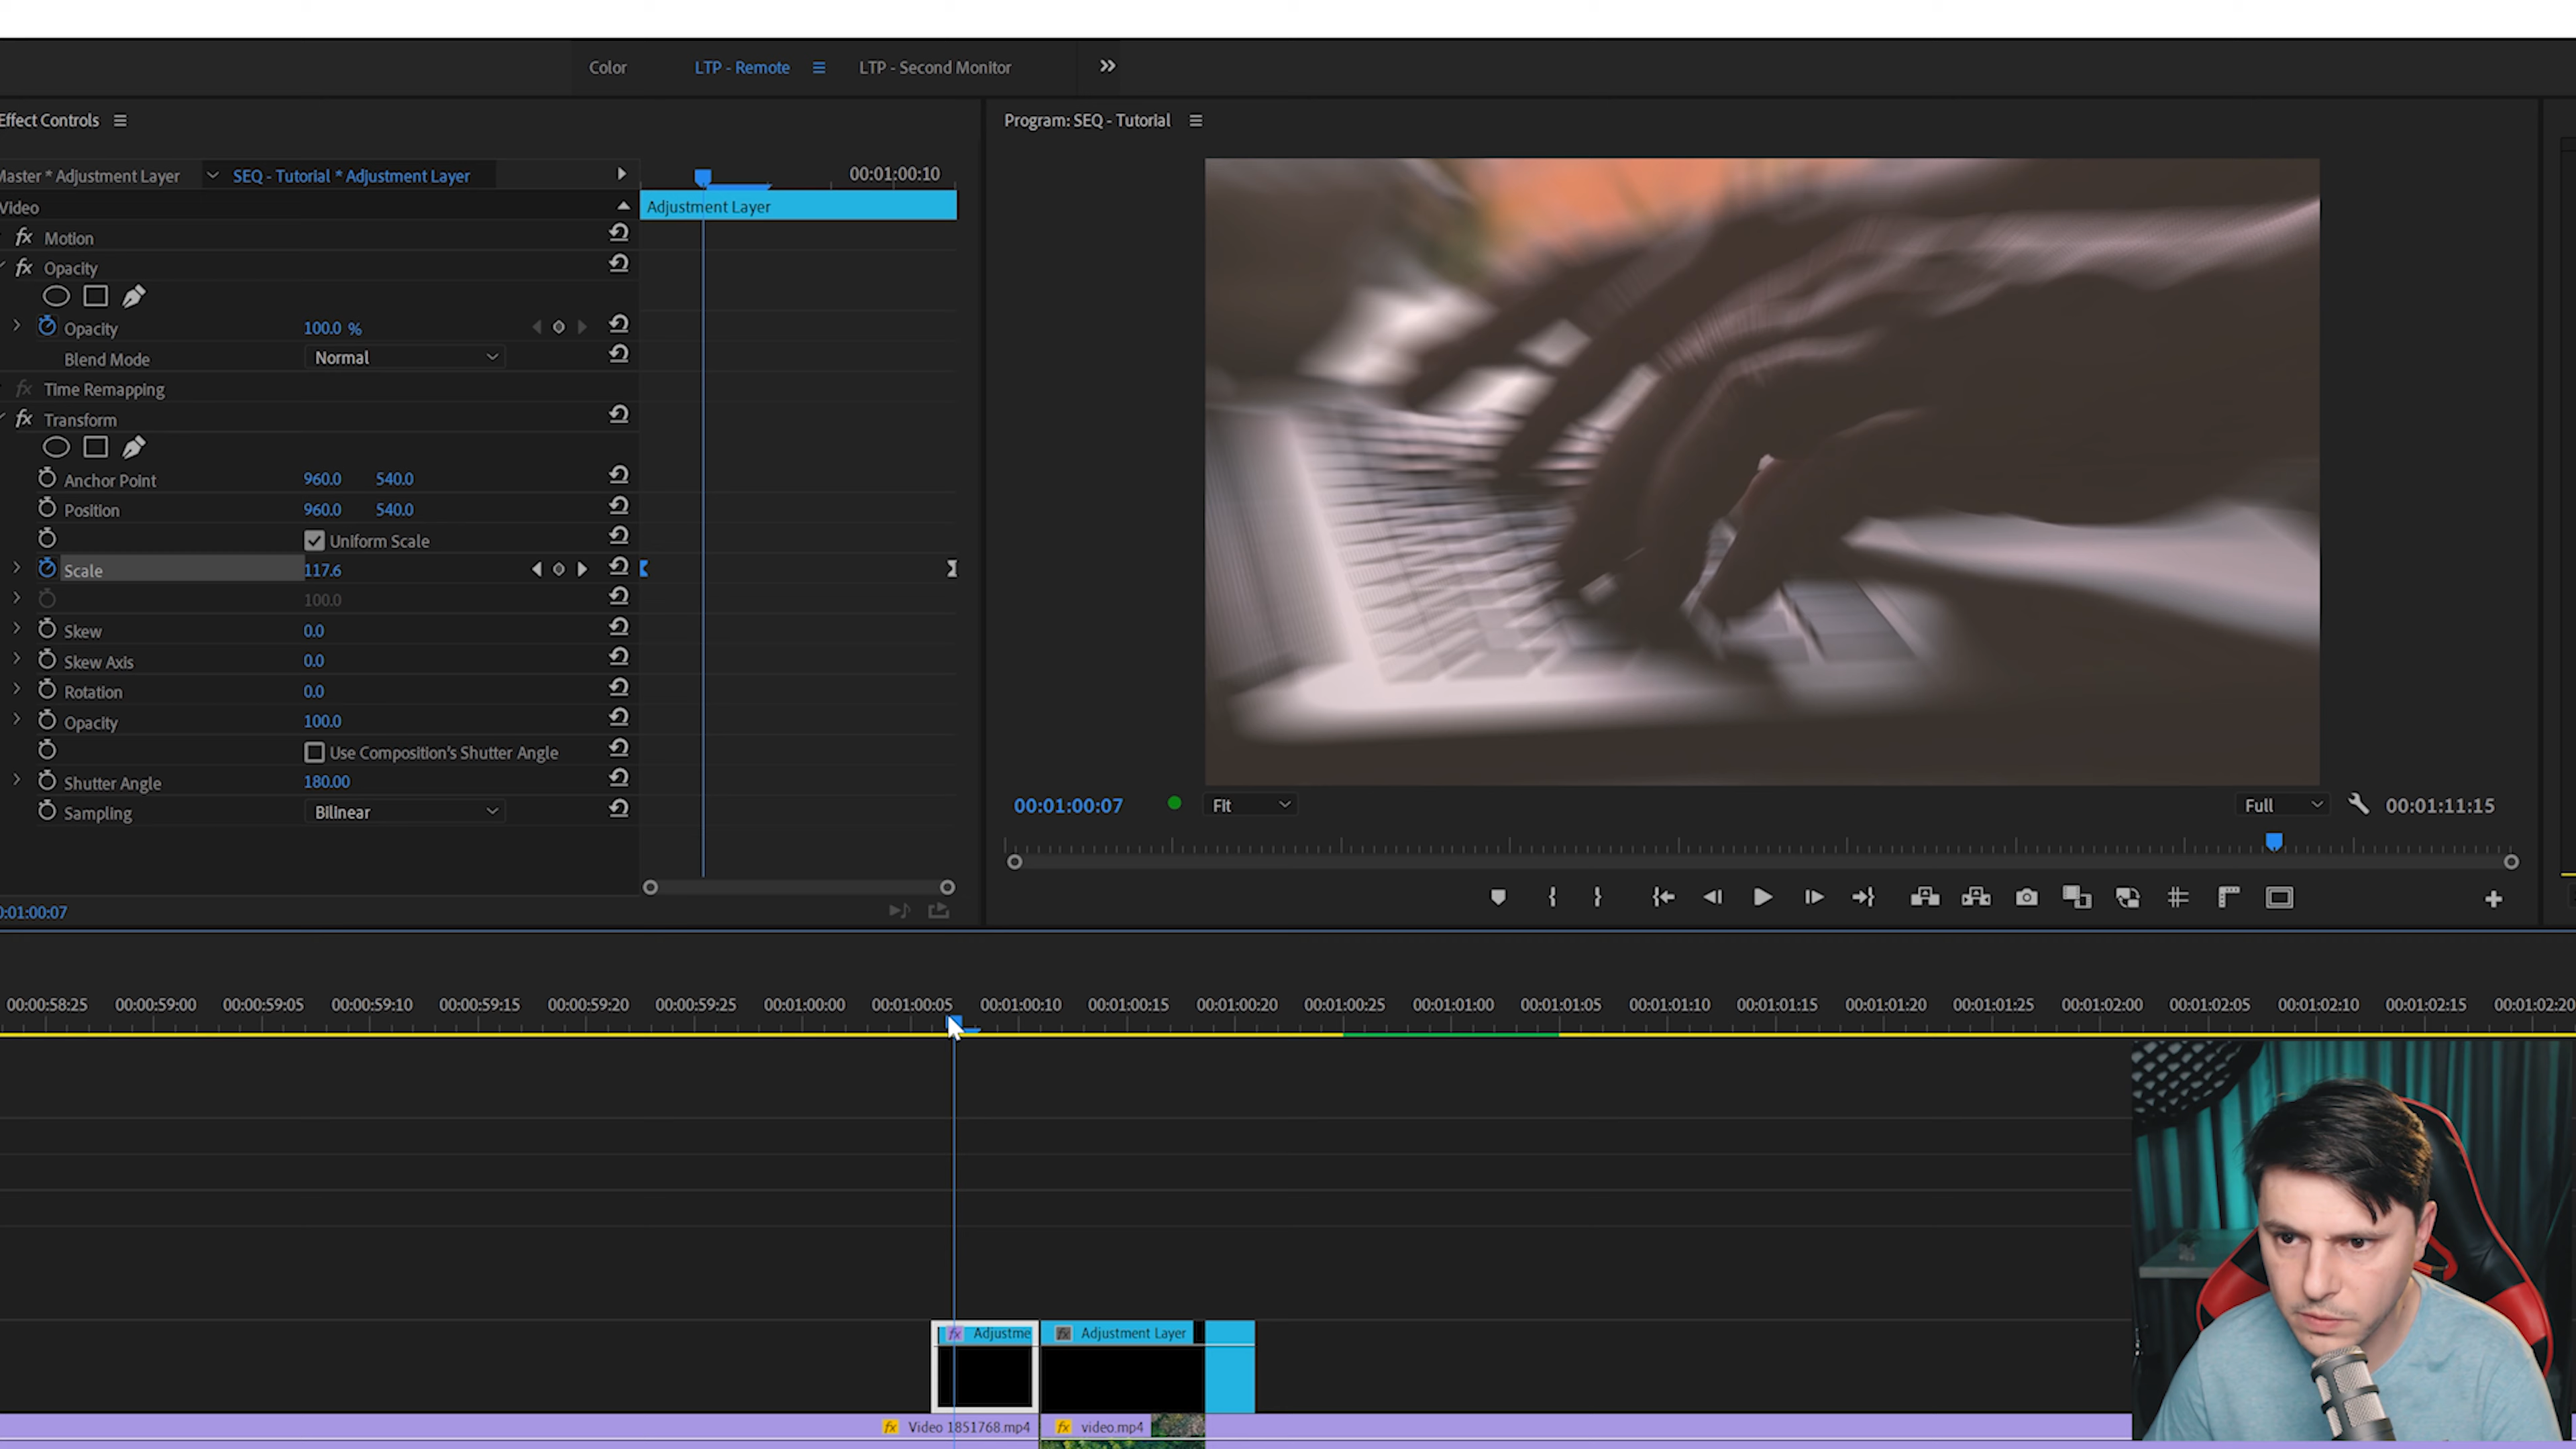 Color LTP - Remote LTP - Second Monitor
Effect Controls
Program: SEQ - Tutorial
Master * Adjustment Layer SEQ - Tutorial * Adjustment Layer 00:01:00:10
Video Adjustment Layer
fx Motion
fx Opacity
Opacity 100.0 %
Blend Mode Normal
fx Time Remapping
fx Transform
Anchor Point 960.0 540.0
Position 960.0 540.0
Uniform Scale
Scale 117.6
100.0
Skew 0.0
Skew Axis 0.0
Rotation 0.0
Opacity 100.0
Use Composition's Shutter Angle
Shutter Angle 180.00
Sampling Bilinear
00:01:00:07 Fit Full 00:01:11:15
0:01:00:07
00:00:58:25 00:00:59:00 00:00:59:05 00:00:59:10 00:00:59:15 00:00:59:20 00:00:59:25 00:01:00:00 00:01:00:05 00:01:00:10 00:01:00:15 00:01:00:20 00:01:00:25 00:01:01:00 00:01:01:05 00:01:01:10 00:01:01:15 00:01:01:20 00:01:01:25 00:01:02:00 00:01:02:05 00:01:02:10 00:01:02:15 00:01:02:20
fx Adjustme fx Adjustment Layer
fx Video 1851768.mp4 fx video.mp4